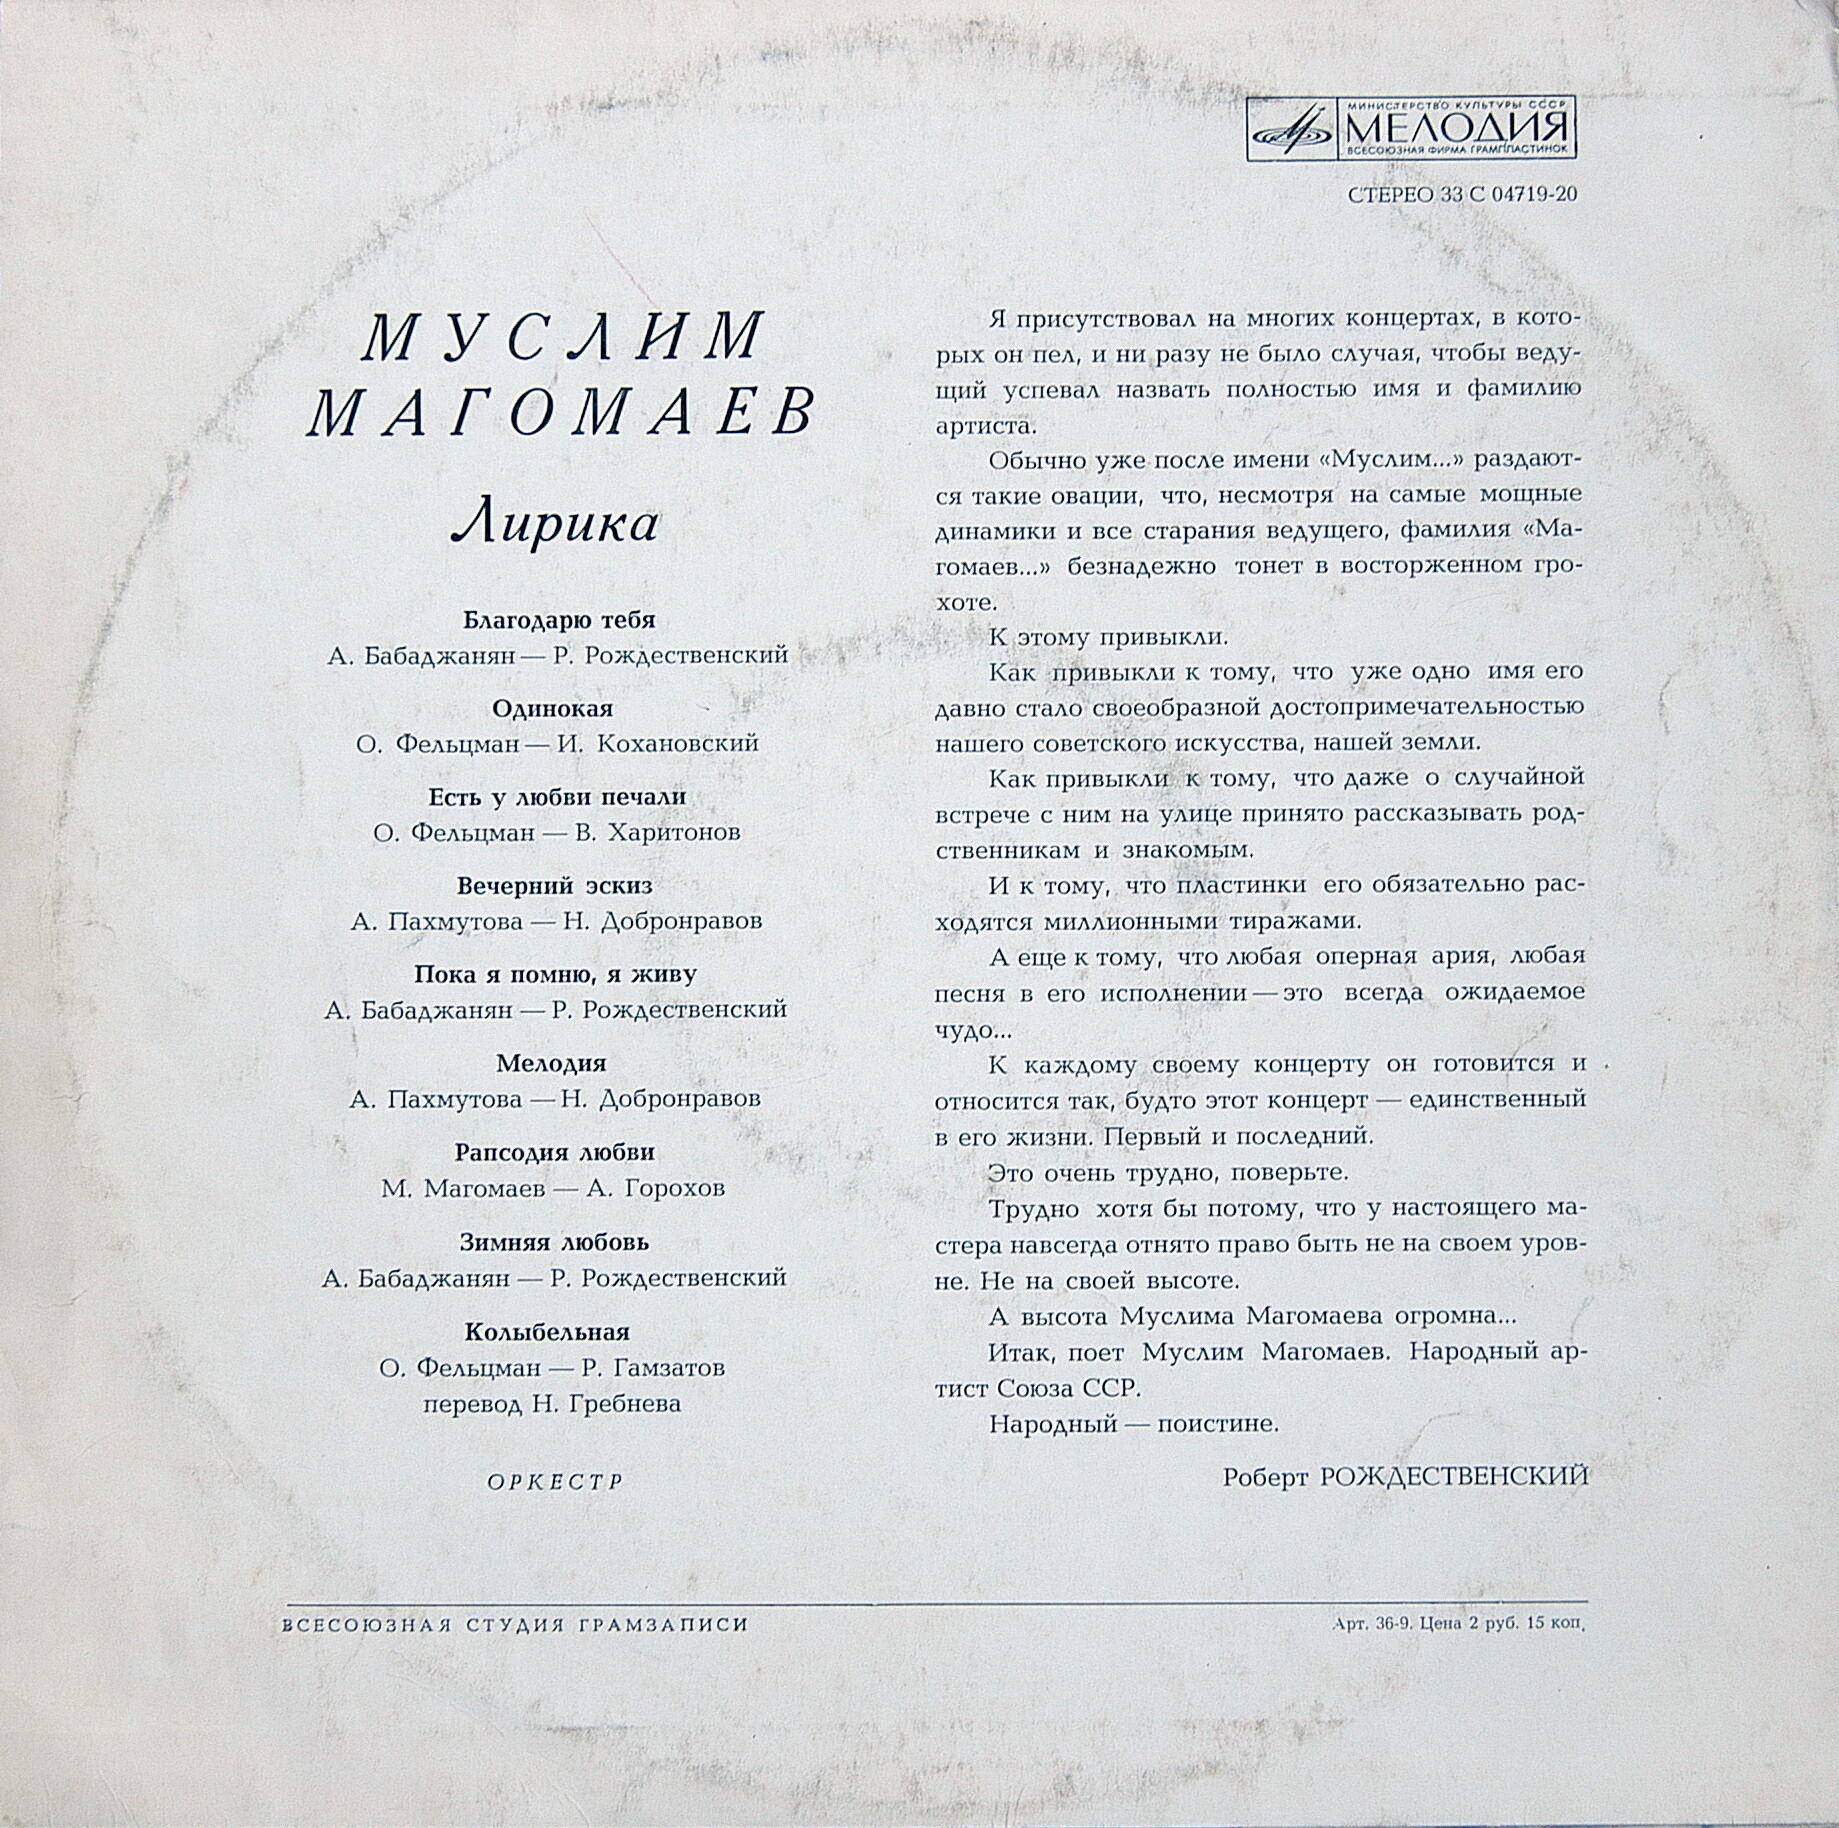 МИНИСТЕРСТВО КУЛЬТУРЫ СССР
МЕЛОДИЯ
ВСЕСОЮЗНАЯ ФИРМА ГРАМПЛАСТИНОК
СТЕРЕО 33 С 04719-20
МУСЛИМ
МАГОМАЕВ
Лирика
Благодарю тебя
А. Бабаджанян — Р. Рождественский
Одинокая
О. Фельцман — И. Кохановский
Есть у любви печали
О. Фельцман — В. Харитонов
Вечерний эскиз
А. Пахмутова — Н. Добронравов
Пока я помню, я живу
А. Бабаджанян — Р. Рождественский
Мелодия
А. Пахмутова — Н. Добронравов
Рапсодия любви
М. Магомаев — А. Горохов
Зимняя любовь
А. Бабаджанян — Р. Рождественский
Колыбельная
О. Фельцман — Р. Гамзатов
перевод Н. Гребнева
ОРКЕСТР
Я присутствовал на многих концертах, в кото-
рых он пел, и ни разу не было случая, чтобы веду-
щий успевал назвать полностью имя и фамилию
артиста.
Обычно уже после имени «Муслим...» раздают-
ся такие овации, что, несмотря на самые мощные
динамики и все старания ведущего, фамилия «Ма-
гомаев...» безнадежно тонет в восторженном гро-
хоте.
К этому привыкли.
Как привыкли к тому, что уже одно имя его
давно стало своеобразной достопримечательностью
нашего советского искусства, нашей земли.
Как привыкли к тому, что даже о случайной
встрече с ним на улице принято рассказывать род-
ственникам и знакомым.
И к тому, что пластинки его обязательно рас-
ходятся миллионными тиражами.
А еще к тому, что любая оперная ария, любая
песня в его исполнении — это всегда ожидаемое
чудо...
К каждому своему концерту он готовится и
относится так, будто этот концерт — единственный
в его жизни. Первый и последний.
Это очень трудно, поверьте.
Трудно хотя бы потому, что у настоящего ма-
стера навсегда отнято право быть не на своем уров-
не. Не на своей высоте.
А высота Муслима Магомаева огромна...
Итак, поет Муслим Магомаев. Народный ар-
тист Союза ССР.
Народный — поистине.
Роберт РОЖДЕСТВЕНСКИЙ
ВСЕСОЮЗНАЯ СТУДИЯ ГРАМЗАПИСИ
Арт. 36-9. Цена 2 руб. 15 коп.